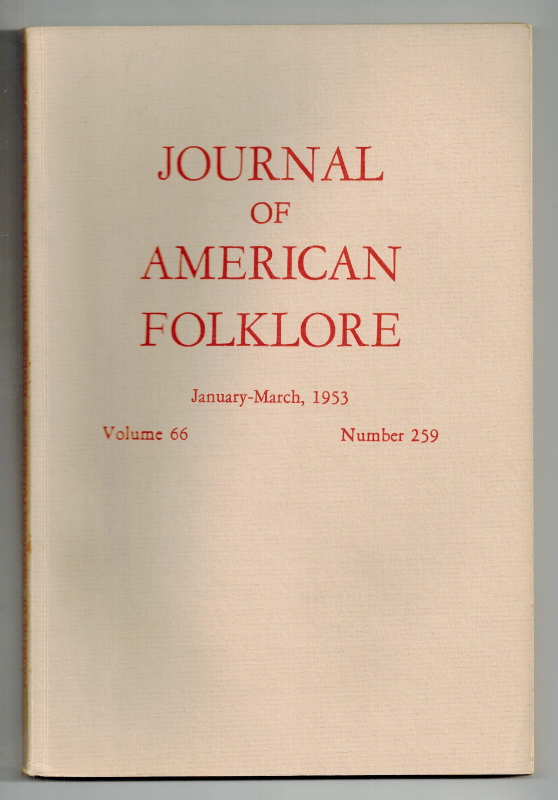 JOURNAL
OF
AMERICAN
FOLKLORE
January-March, 1953
Volume 66 Number 259